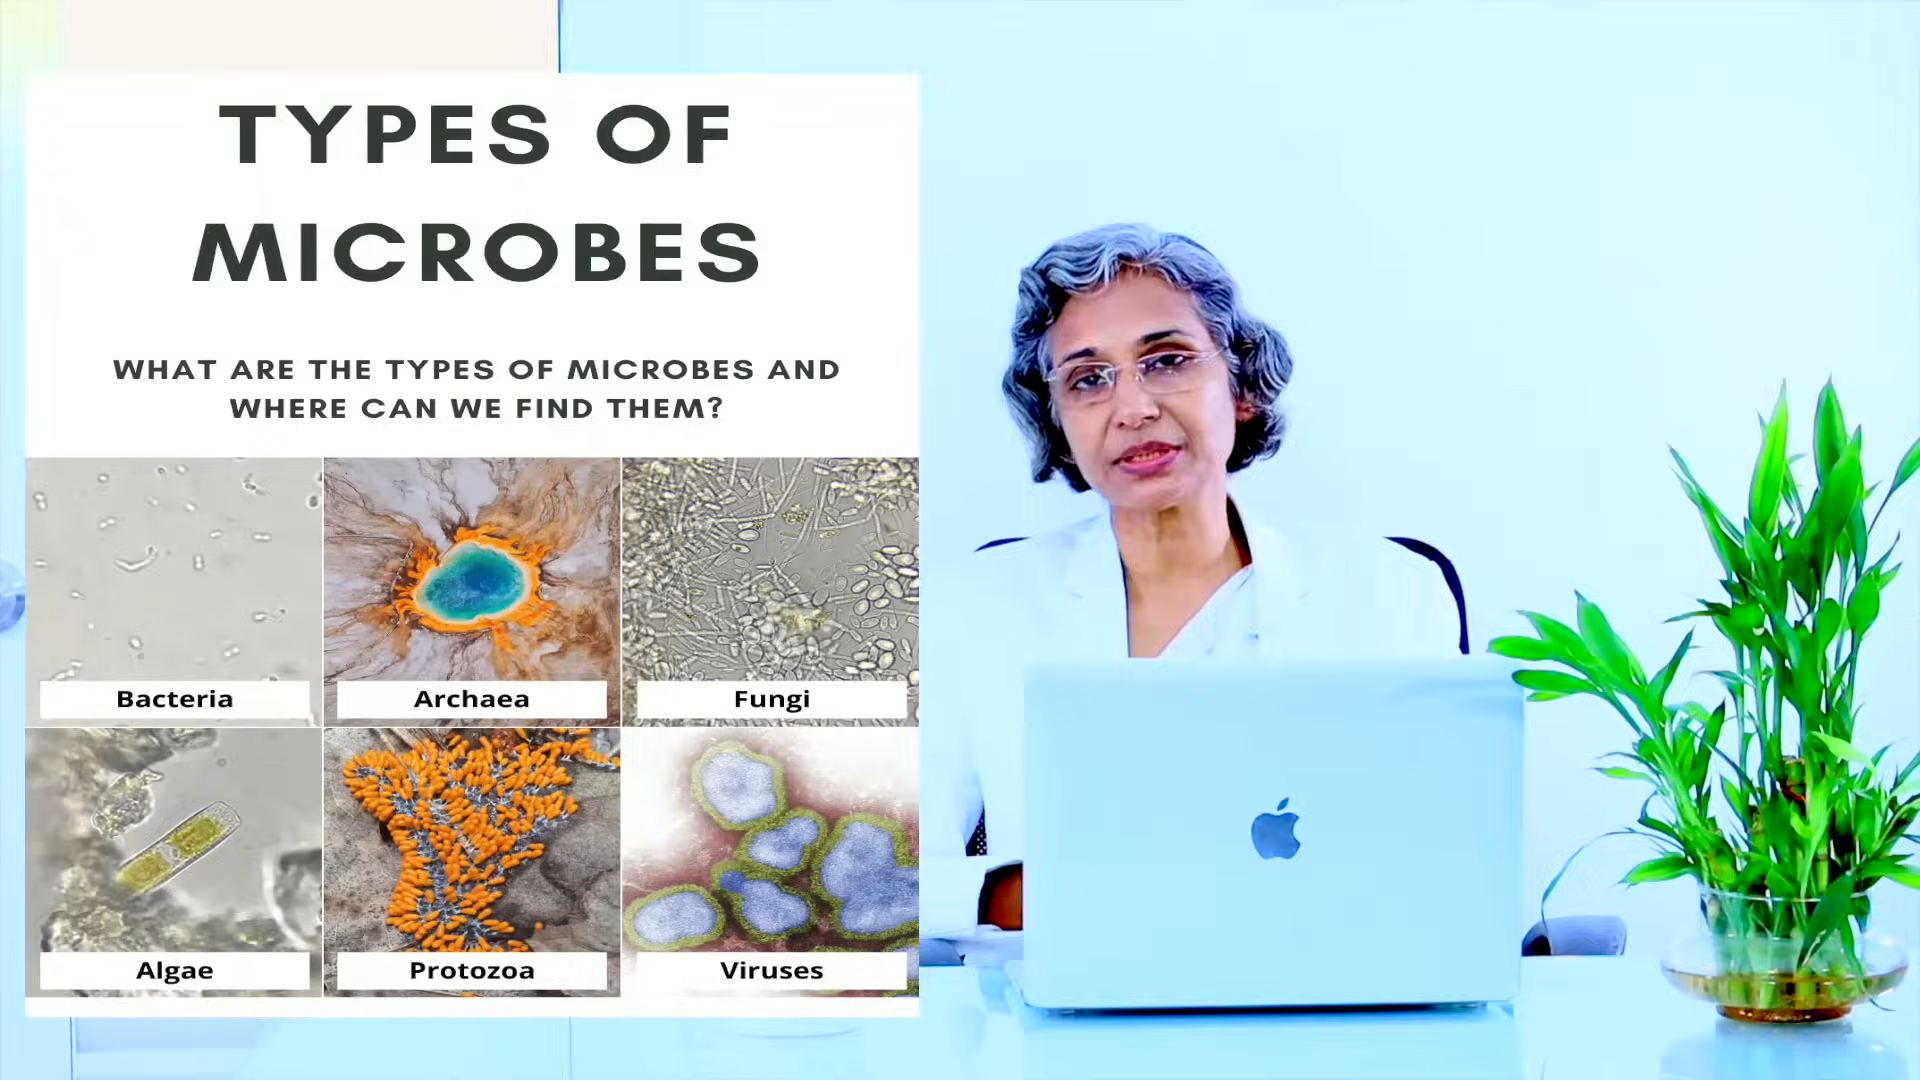 TYPES OF
MICROBES
WHAT ARE THE TYPES OF MICROBES AND
WHERE CAN WE FIND THEM?
Bacteria
Archaea
Fungi
Algae
Protozoa
Viruses